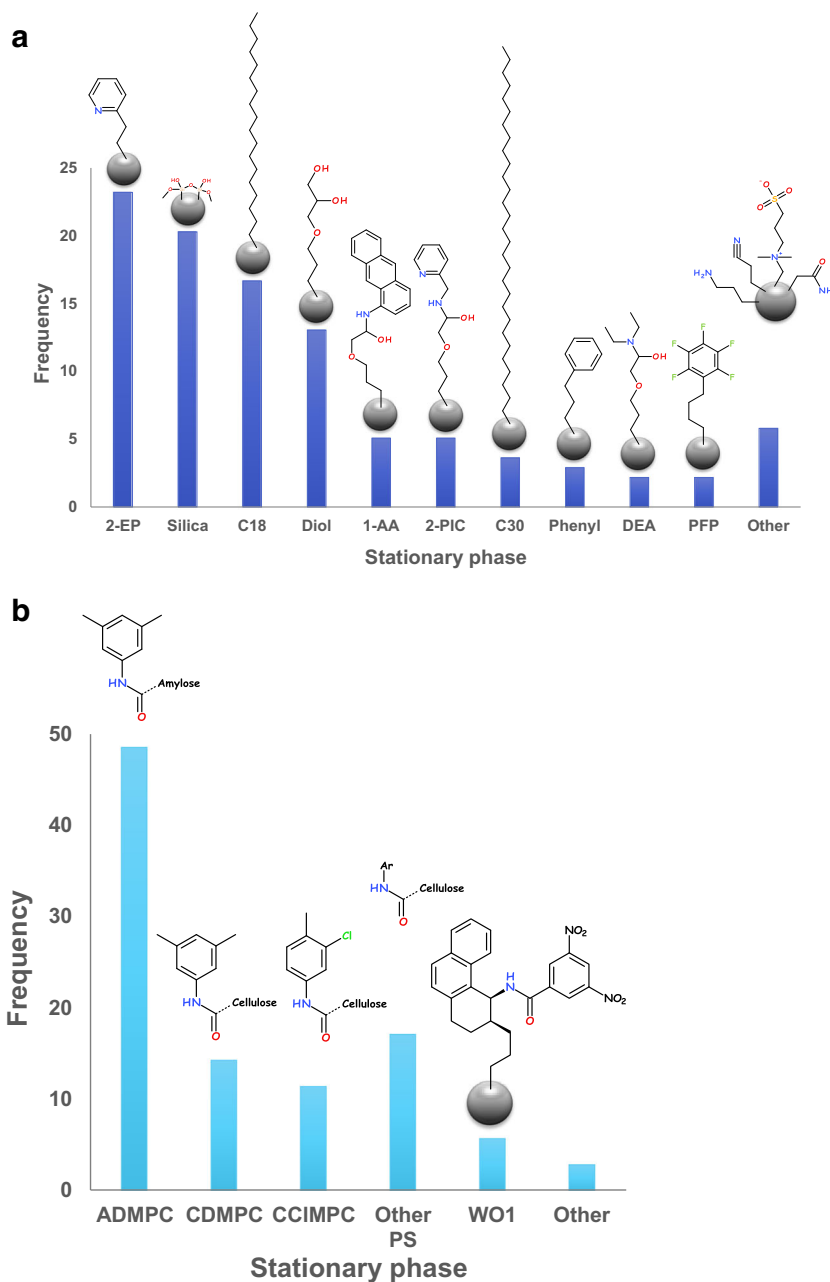 a
N
HO
OH
O
Si
Si
O
O
OH
OH
O
HN
OH
O
N
HN
OH
O
N
OH
O
F
F
F
F
F
-O
O
S
O
N
N+
H2N
O
NH
Frequency
25
20
15
10
5
0
2-EP Silica C18 Diol 1-AA 2-PIC C30 Phenyl DEA PFP Other
Stationary phase
b
HN
Amylose
O
HN
Cellulose
O
Cl
HN
Cellulose
O
Ar
HN
Cellulose
O
H
N
O
NO2
NO2
Frequency
50
40
30
20
10
0
ADMPC CDMPC CCIMPC Other WO1 Other
PS
Stationary phase